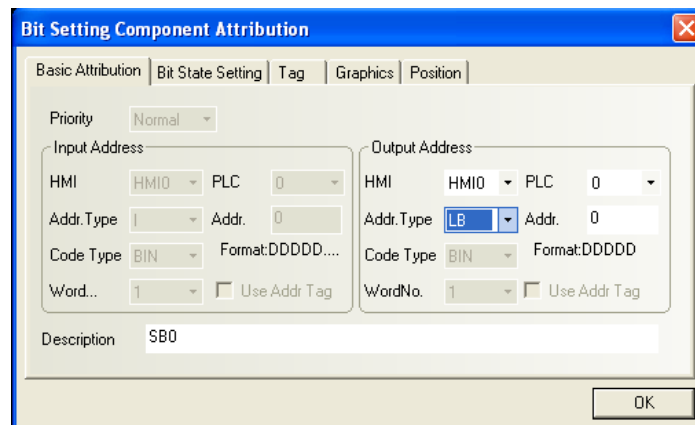 Bit Setting Component Attribution
Basic Attribution Bit State Setting Tag Graphics Position
Priority Normal
Input Address Output Address
HMI HMI0 PLC 0 HMI HMI0 PLC 0
Addr.Type I Addr. 0 Addr.Type LB Addr. 0
Code Type BIN Format:DDDDD.... Code Type BIN Format:DDDDD
Word... 1 Use Addr Tag WordNo. 1 Use Addr Tag
Description SB0
OK